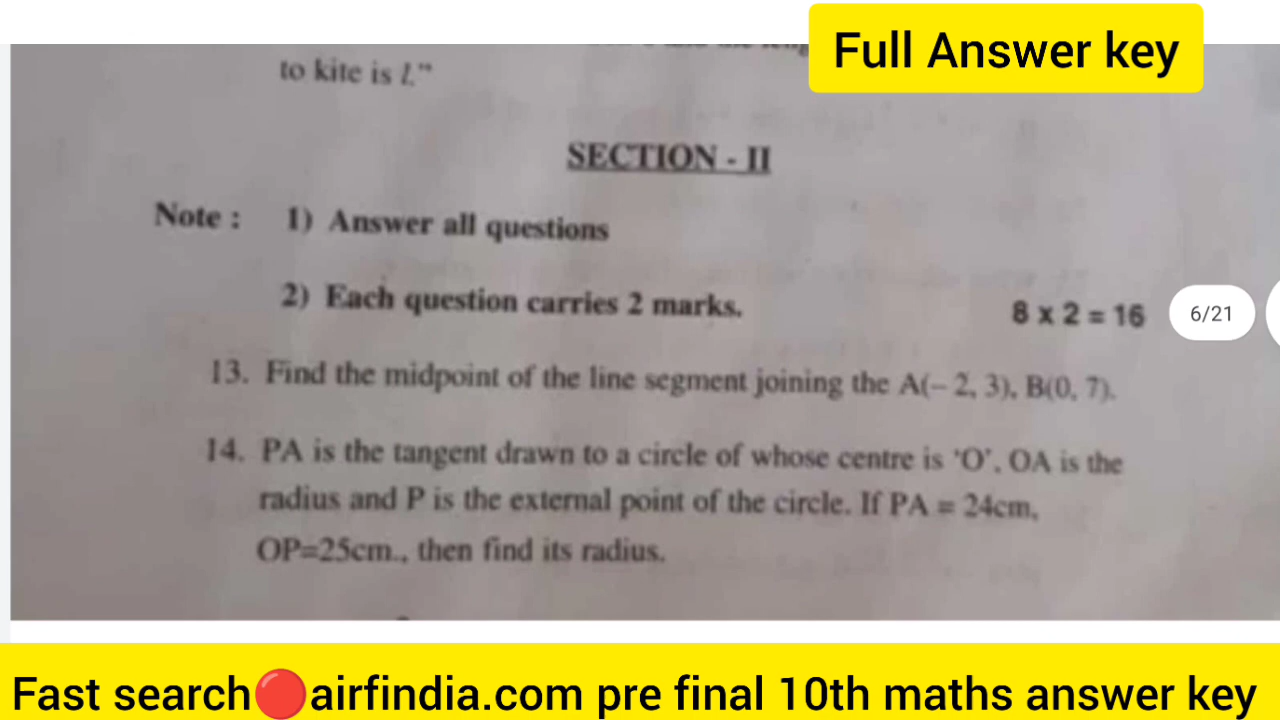 Full Answer key
to kite is l."
SECTION - II
Note : 1) Answer all questions
2) Each question carries 2 marks.
8 x 2 = 16
6/21
13. Find the midpoint of the line segment joining the A(– 2, 3), B(0, 7).
14. PA is the tangent drawn to a circle of whose centre is 'O'. OA is the
radius and P is the external point of the circle. If PA = 24cm,
OP=25cm., then find its radius.
Fast search🔴airfindia.com pre final 10th maths answer key